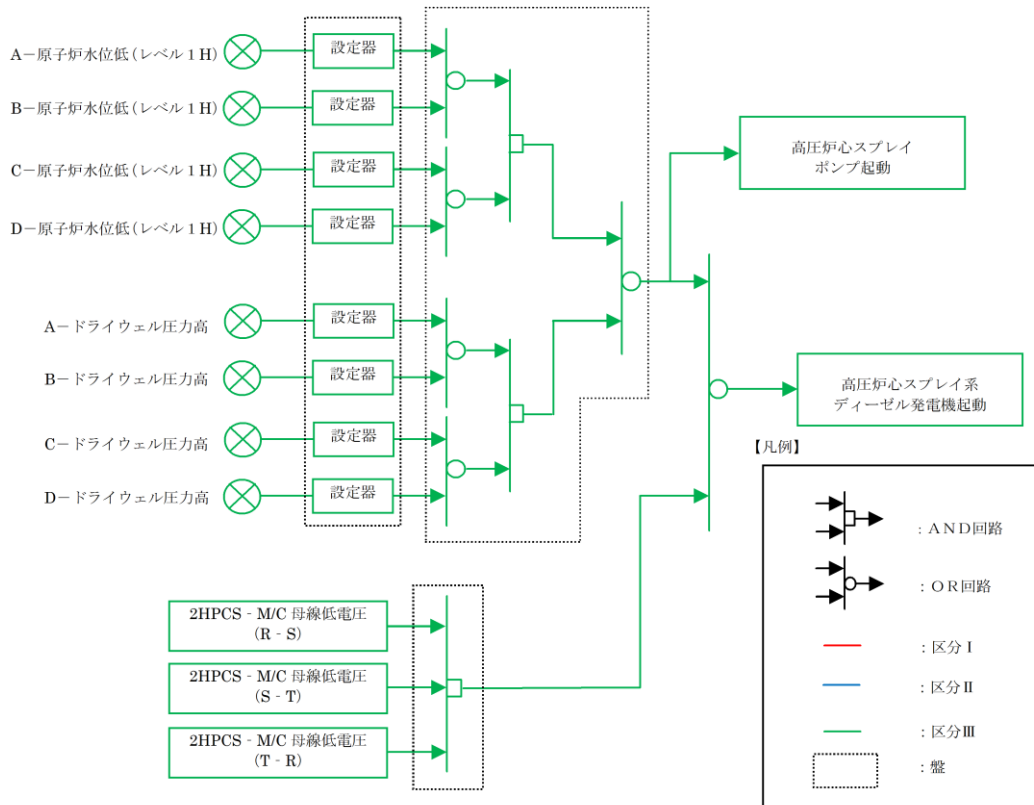 A－原子炉水位低(レベル１H)
設定器
B－原子炉水位低(レベル１H)
設定器
C－原子炉水位低(レベル１H)
設定器
D－原子炉水位低(レベル１H)
設定器
A－ドライウェル圧力高
設定器
B－ドライウェル圧力高
設定器
C－ドライウェル圧力高
設定器
D－ドライウェル圧力高
設定器
高圧炉心スプレイ
ポンプ起動
高圧炉心スプレイ系
ディーゼル発電機起動
2HPCS - M/C 母線低電圧
(R - S)
2HPCS - M/C 母線低電圧
(S - T)
2HPCS - M/C 母線低電圧
(T - R)
【凡例】
：ＡＮＤ回路
：ＯＲ回路
：区分Ⅰ
：区分Ⅱ
：区分Ⅲ
：盤